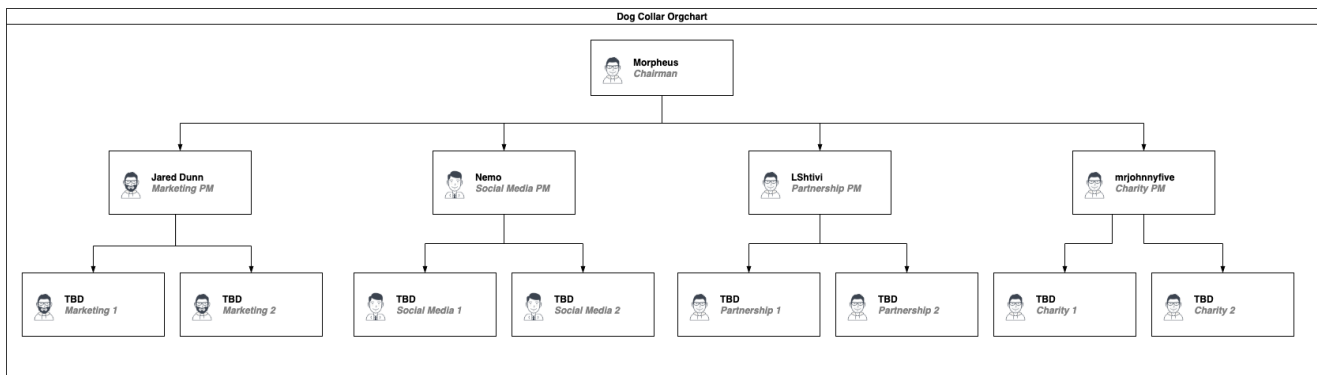 Dog Collar Orgchart
Morpheus
Chairman
Jared Dunn
Marketing PM
Nemo
Social Media PM
LShtivi
Partnership PM
mrjohnnyfive
Charity PM
TBD
Marketing 1
TBD
Marketing 2
TBD
Social Media 1
TBD
Social Media 2
TBD
Partnership 1
TBD
Partnership 2
TBD
Charity 1
TBD
Charity 2